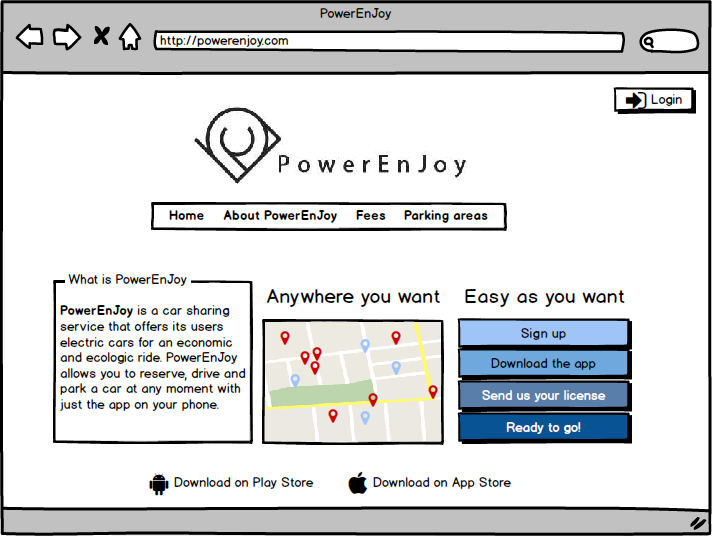 PowerEnJoy
http://powerenjoy.com
Login
PowerEnJoy
Home About PowerEnJoy Fees Parking areas
What is PowerEnJoy
PowerEnJoy is a car sharing
service that offers its users
electric cars for an economic
and ecologic ride. PowerEnJoy
allows you to reserve, drive and
park a car at any moment with
just the app on your phone.
Anywhere you want
Easy as you want
Sign up
Download the app
Send us your license
Ready to go!
Download on Play Store
Download on App Store